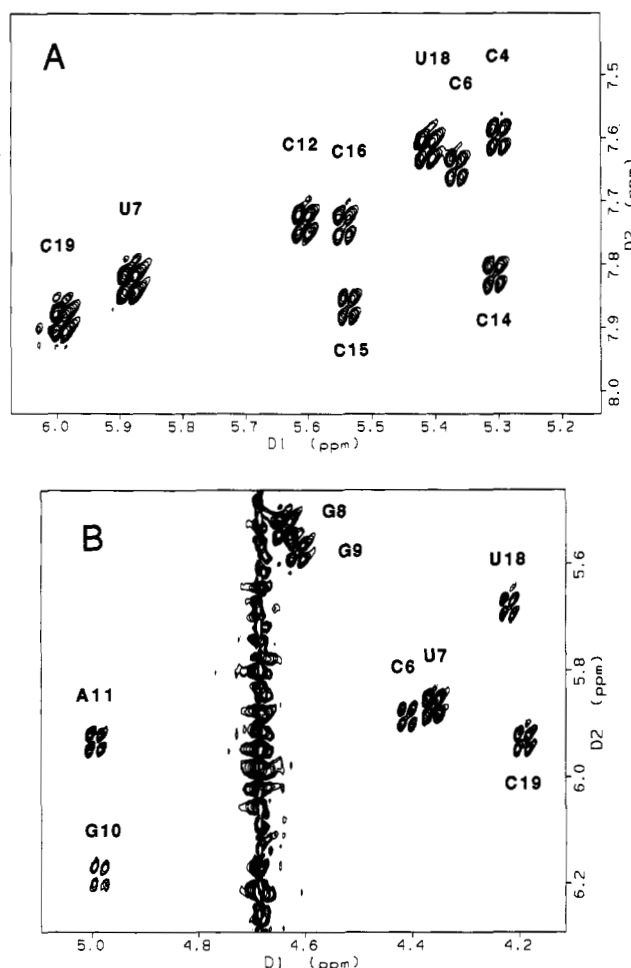 A
U18
C4
C6
C12
C16
U7
C19
C15
C14
7.5
7.6
7.7
7.8
7.9
8.0
D2 (ppm)
6.0
5.9
5.8
5.7
5.6
5.5
5.4
5.3
5.2
D1 (ppm)
B
G8
G9
U18
C6
U7
A11
C19
G10
5.6
5.8
6.0
6.2
D2 (ppm)
5.0
4.8
4.6
4.4
4.2
D1 (ppm)